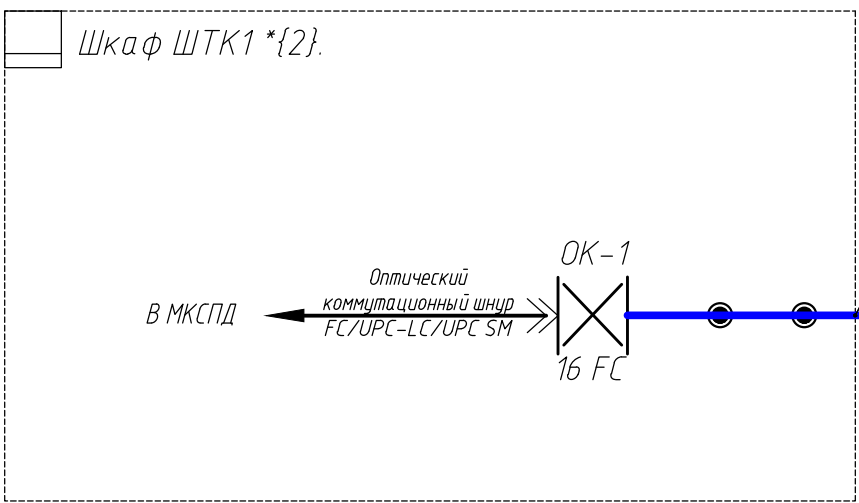 Шкаф ШТК1 *{2}.
ОК-1
Оптический
коммутационный шнур
В МКСПД
FC/UPC-LC/UPC SM
16 FC